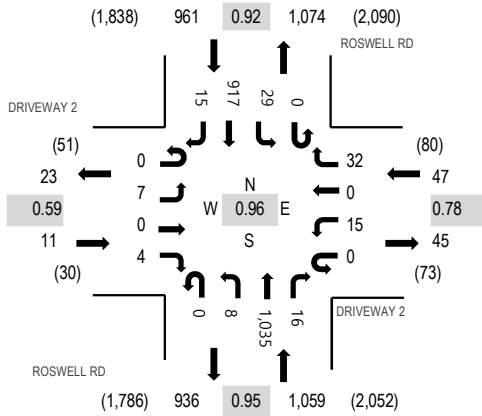 (1,838) 961 0.92 1,074 (2,090)
ROSWELL RD
15 917 29 0
DRIVEWAY 2
(51) (80)
0 32
23 47
7 N 0
0.59 W 0.96 E 0.78
0 S 15
11 45
4 0
(30) (73)
0 8 1,035 16
DRIVEWAY 2
ROSWELL RD
(1,786) 936 0.95 1,059 (2,052)